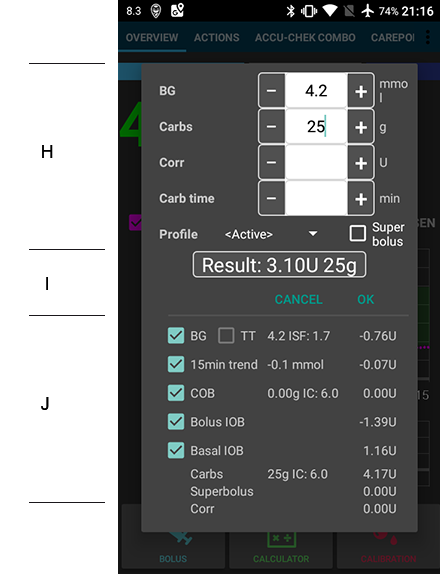 8.3 74% 21:16
OVERVIEW ACTIONS ACCU-CHEK COMBO CAREPO
H
BG − 4.2 + mmo
l
Carbs − 25 + g
Corr − + U
Carb time − + min
Profile <Active> Super
bolus
EN
I
Result: 3.10U 25g
CANCEL OK
J
BG TT 4.2 ISF: 1.7 -0.76U
15min trend -0.1 mmol -0.07U
COB 0.00g IC: 6.0 0.00U
15
Bolus IOB -1.39U
Basal IOB 1.16U
Carbs 25g IC: 6.0 4.17U
Superbolus 0.00U
Corr 0.00U
BOLUS CALCULATOR CALIBRATION